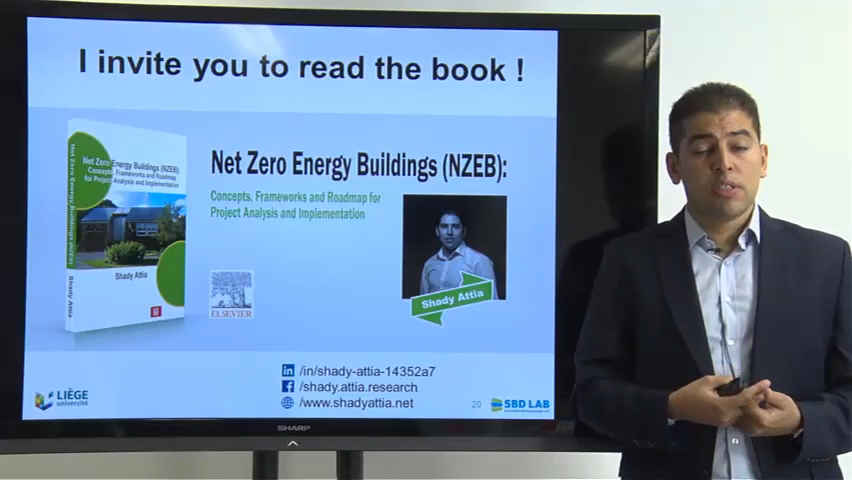 I invite you to read the book !
Net Zero Energy Buildings (NZEB):
Concepts, Frameworks and Roadmap
for Project Analysis and Implementation
Shady Attia
Net Zero Energy Buildings (NZEB):
Concepts, Frameworks and Roadmap for
Project Analysis and Implementation
Shady Attia
ELSEVIER
/in/shady-attia-14352a7
/shady.attia.research
/www.shadyattia.net
LIÈGE
université
20
SBD LAB
SHARP